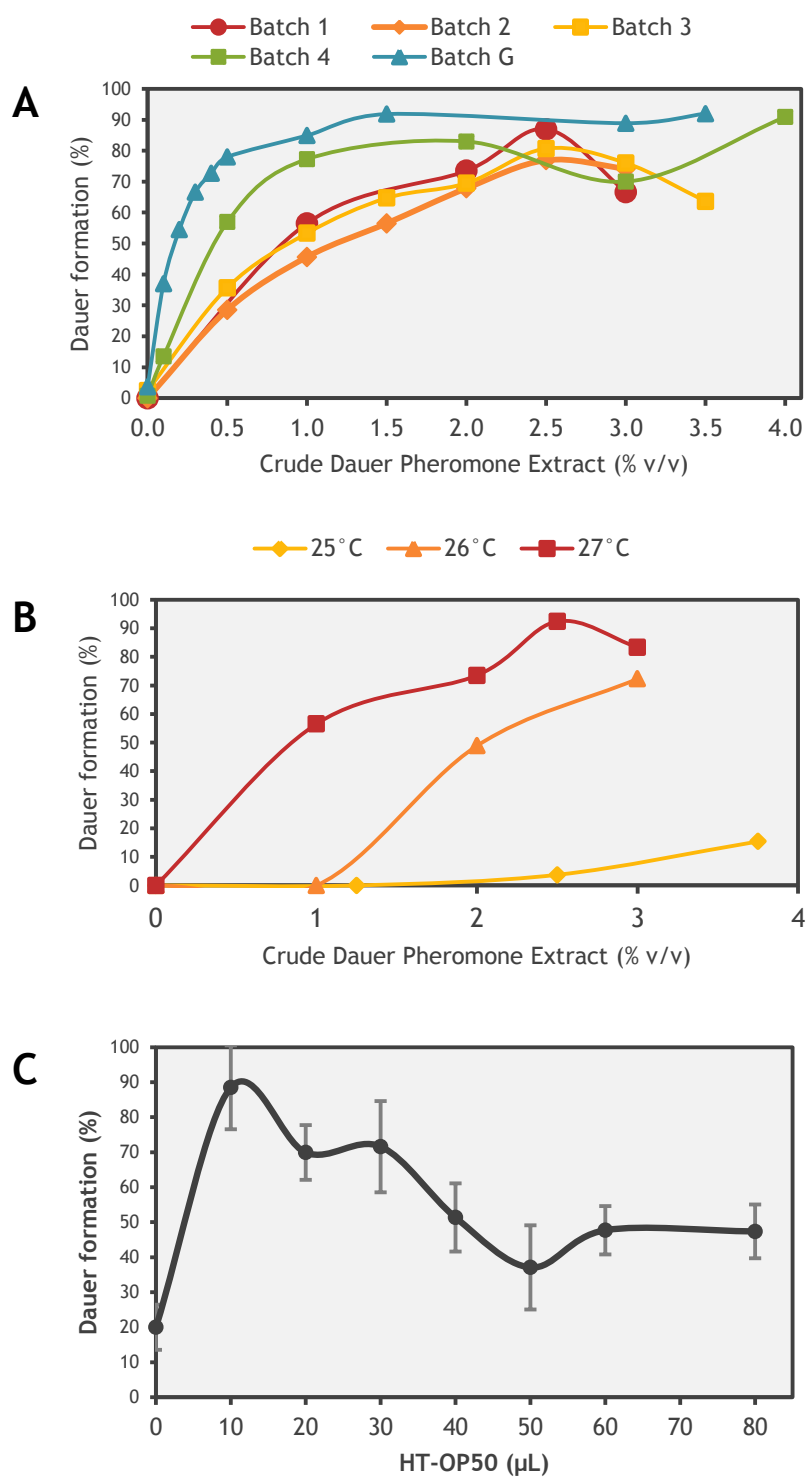 Batch 1 Batch 2 Batch 3
Batch 4 Batch G
A
100
90
80
70
60
50
40
30
20
10
0
Dauer formation (%)
0.0 0.5 1.0 1.5 2.0 2.5 3.0 3.5 4.0
Crude Dauer Pheromone Extract (% v/v)
25°C 26°C 27°C
B
100
90
80
70
60
50
40
30
20
10
0
Dauer formation (%)
0 1 2 3 4
Crude Dauer Pheromone Extract (% v/v)
C
100
90
80
70
60
50
40
30
20
10
0
Dauer formation (%)
0 10 20 30 40 50 60 70 80
HT-OP50 (µL)